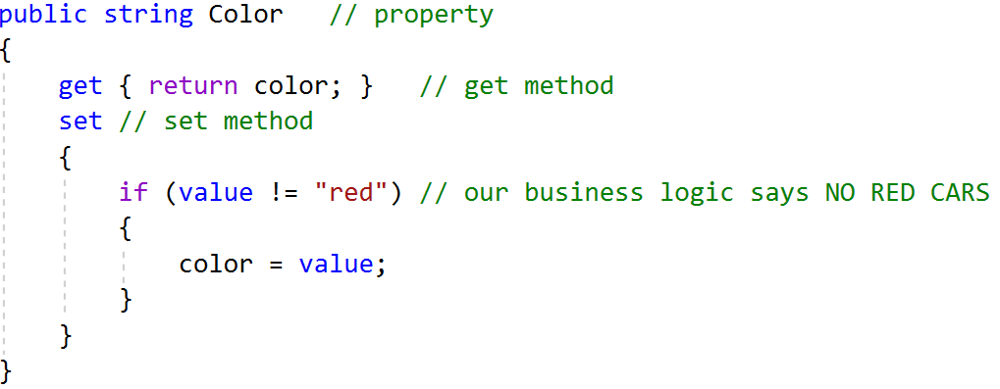 public string Color   // property
{
    get { return color; }   // get method
    set // set method
    {
        if (value != "red") // our business logic says NO RED CARS
        {
            color = value;
        }
    }
}